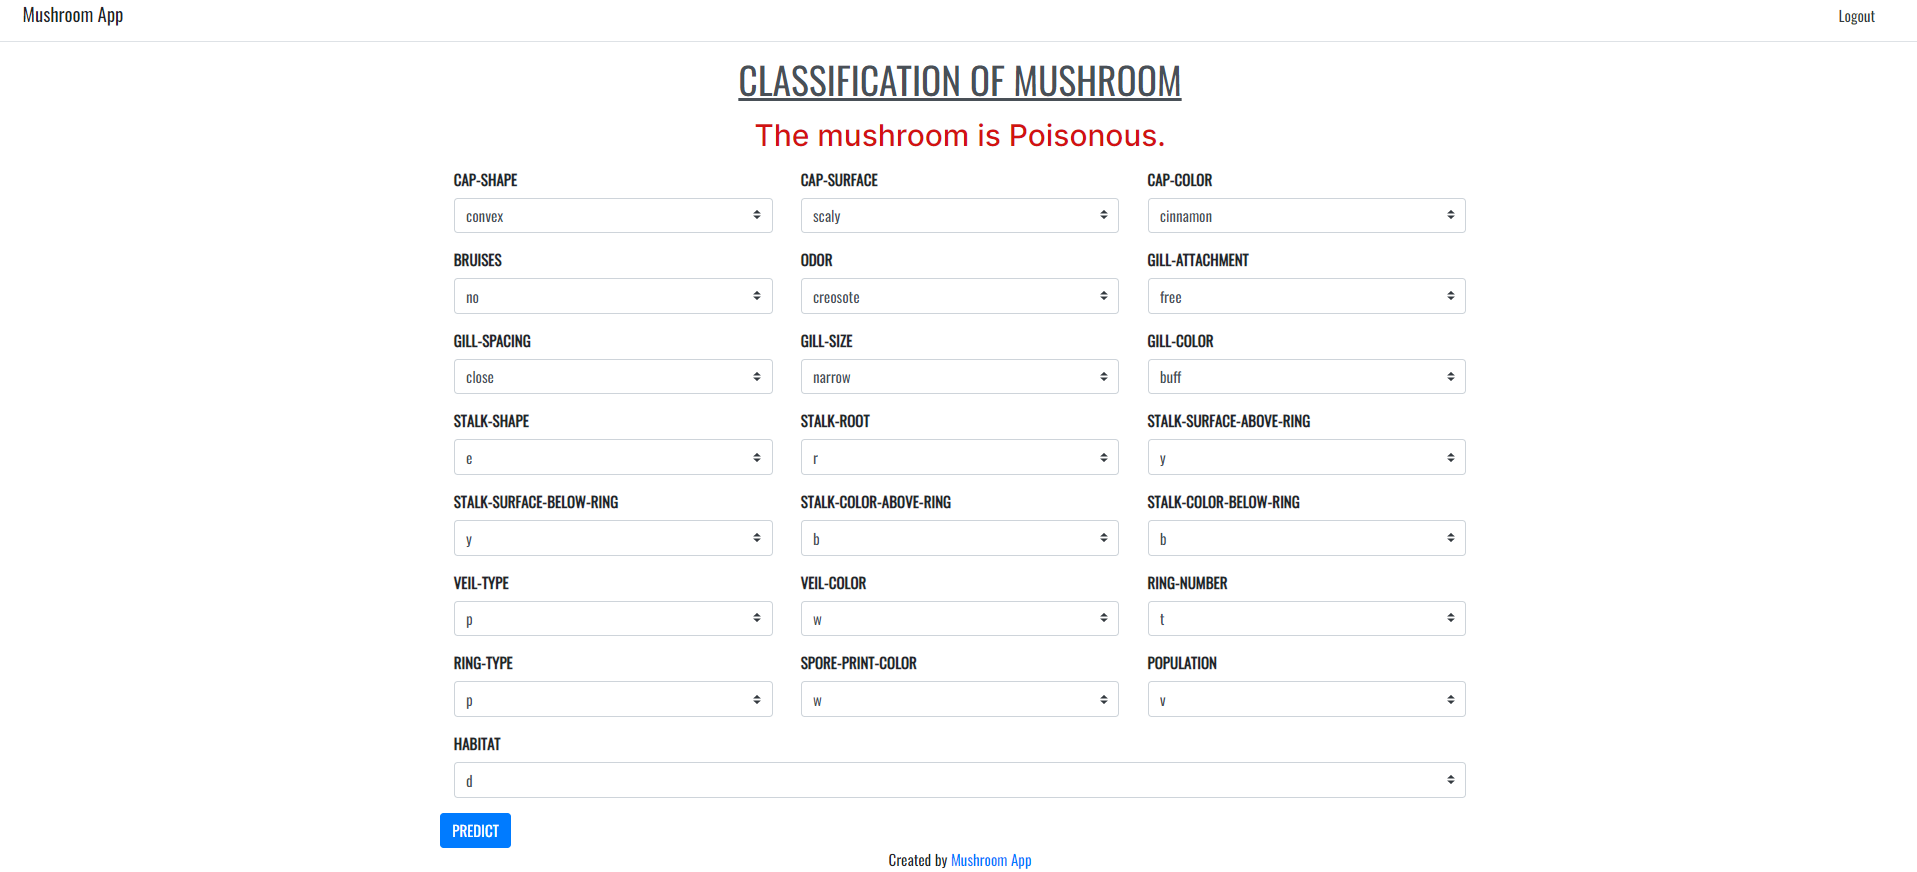 Mushroom App Logout
CLASSIFICATION OF MUSHROOM
The mushroom is Poisonous.
CAP-SHAPE CAP-SURFACE CAP-COLOR
convex scaly cinnamon
BRUISES ODOR GILL-ATTACHMENT
no creosote free
GILL-SPACING GILL-SIZE GILL-COLOR
close narrow buff
STALK-SHAPE STALK-ROOT STALK-SURFACE-ABOVE-RING
e r y
STALK-SURFACE-BELOW-RING STALK-COLOR-ABOVE-RING STALK-COLOR-BELOW-RING
y b b
VEIL-TYPE VEIL-COLOR RING-NUMBER
p w t
RING-TYPE SPORE-PRINT-COLOR POPULATION
p w v
HABITAT
d
PREDICT
Created by Mushroom App